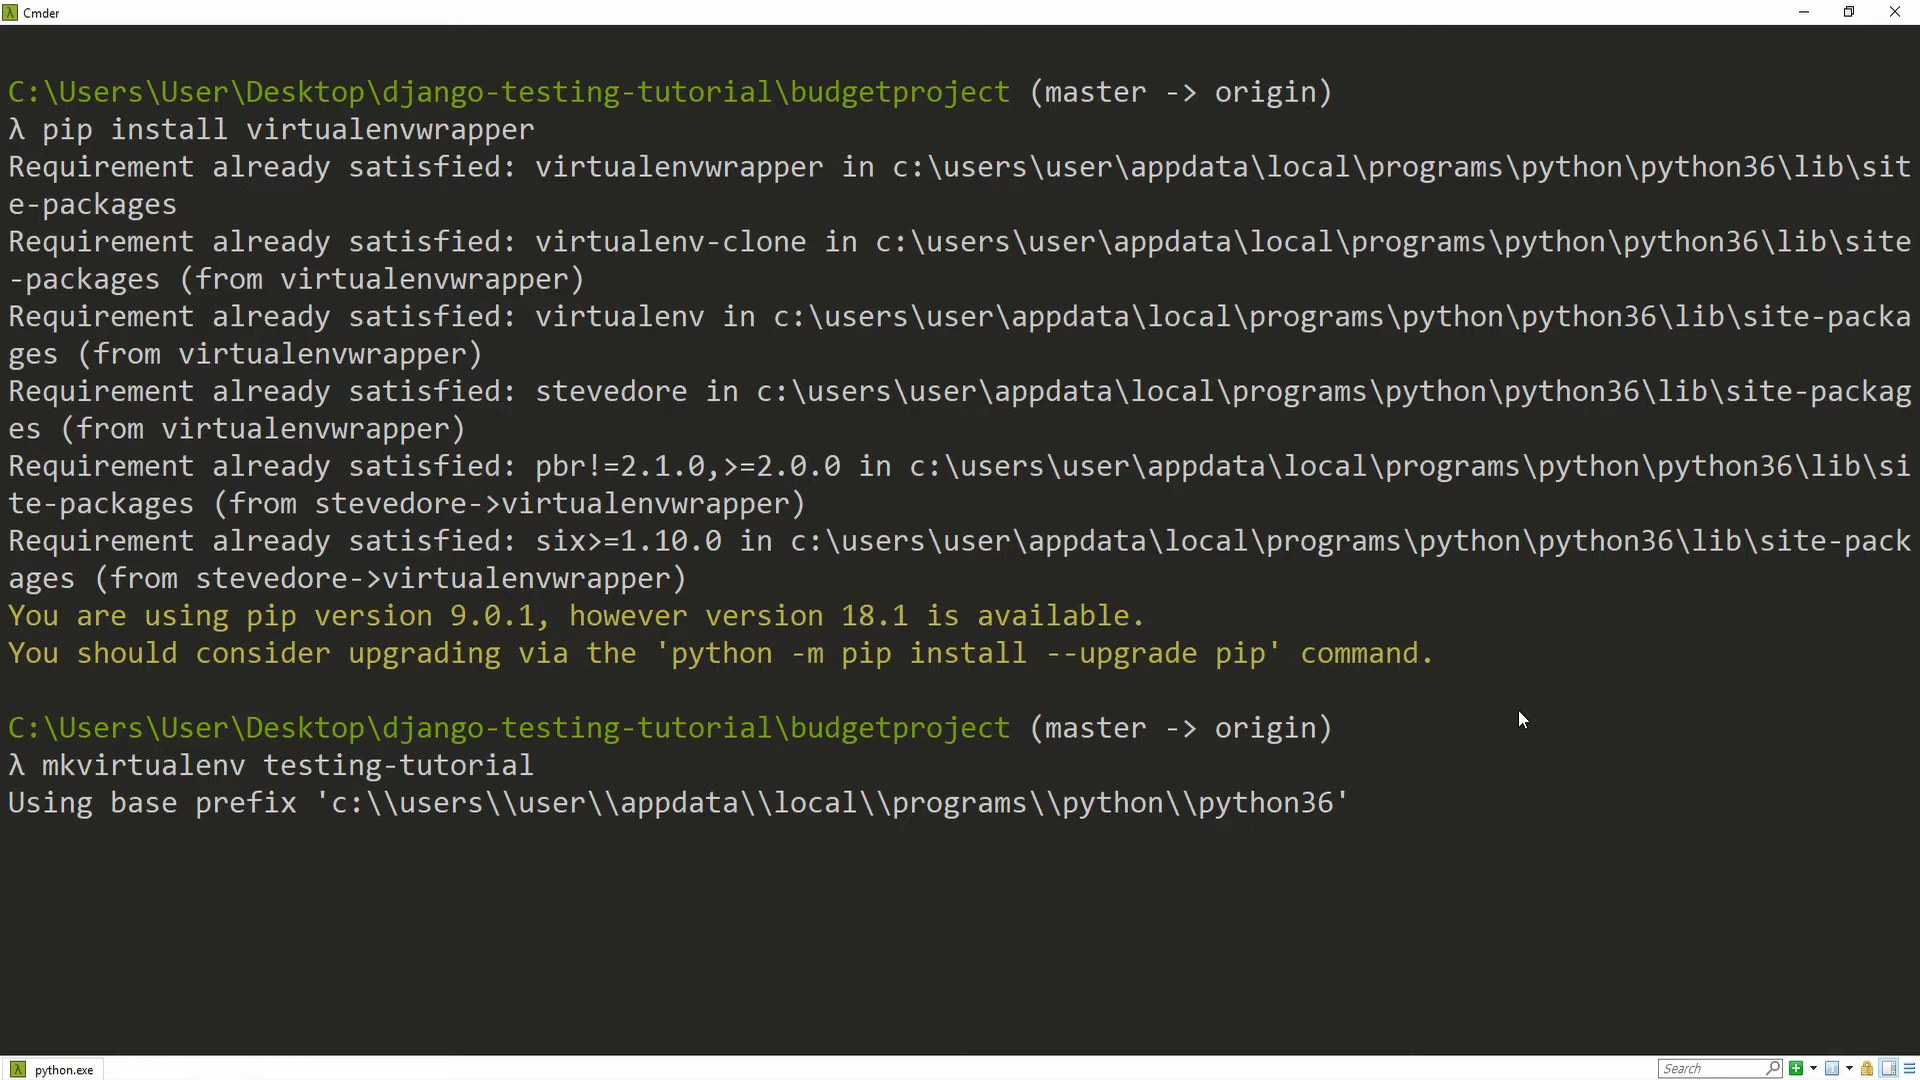 Cmder
C:\Users\User\Desktop\django-testing-tutorial\budgetproject (master -> origin)
λ pip install virtualenvwrapper
Requirement already satisfied: virtualenvwrapper in c:\users\user\appdata\local\programs\python\python36\lib\sit
e-packages
Requirement already satisfied: virtualenv-clone in c:\users\user\appdata\local\programs\python\python36\lib\site
-packages (from virtualenvwrapper)
Requirement already satisfied: virtualenv in c:\users\user\appdata\local\programs\python\python36\lib\site-packa
ges (from virtualenvwrapper)
Requirement already satisfied: stevedore in c:\users\user\appdata\local\programs\python\python36\lib\site-packag
es (from virtualenvwrapper)
Requirement already satisfied: pbr!=2.1.0,>=2.0.0 in c:\users\user\appdata\local\programs\python\python36\lib\si
te-packages (from stevedore->virtualenvwrapper)
Requirement already satisfied: six>=1.10.0 in c:\users\user\appdata\local\programs\python\python36\lib\site-pack
ages (from stevedore->virtualenvwrapper)
You are using pip version 9.0.1, however version 18.1 is available.
You should consider upgrading via the 'python -m pip install --upgrade pip' command.
C:\Users\User\Desktop\django-testing-tutorial\budgetproject (master -> origin)
λ mkvirtualenv testing-tutorial
Using base prefix 'c:\\users\\user\\appdata\\local\\programs\\python\\python36'
python.exe
Search